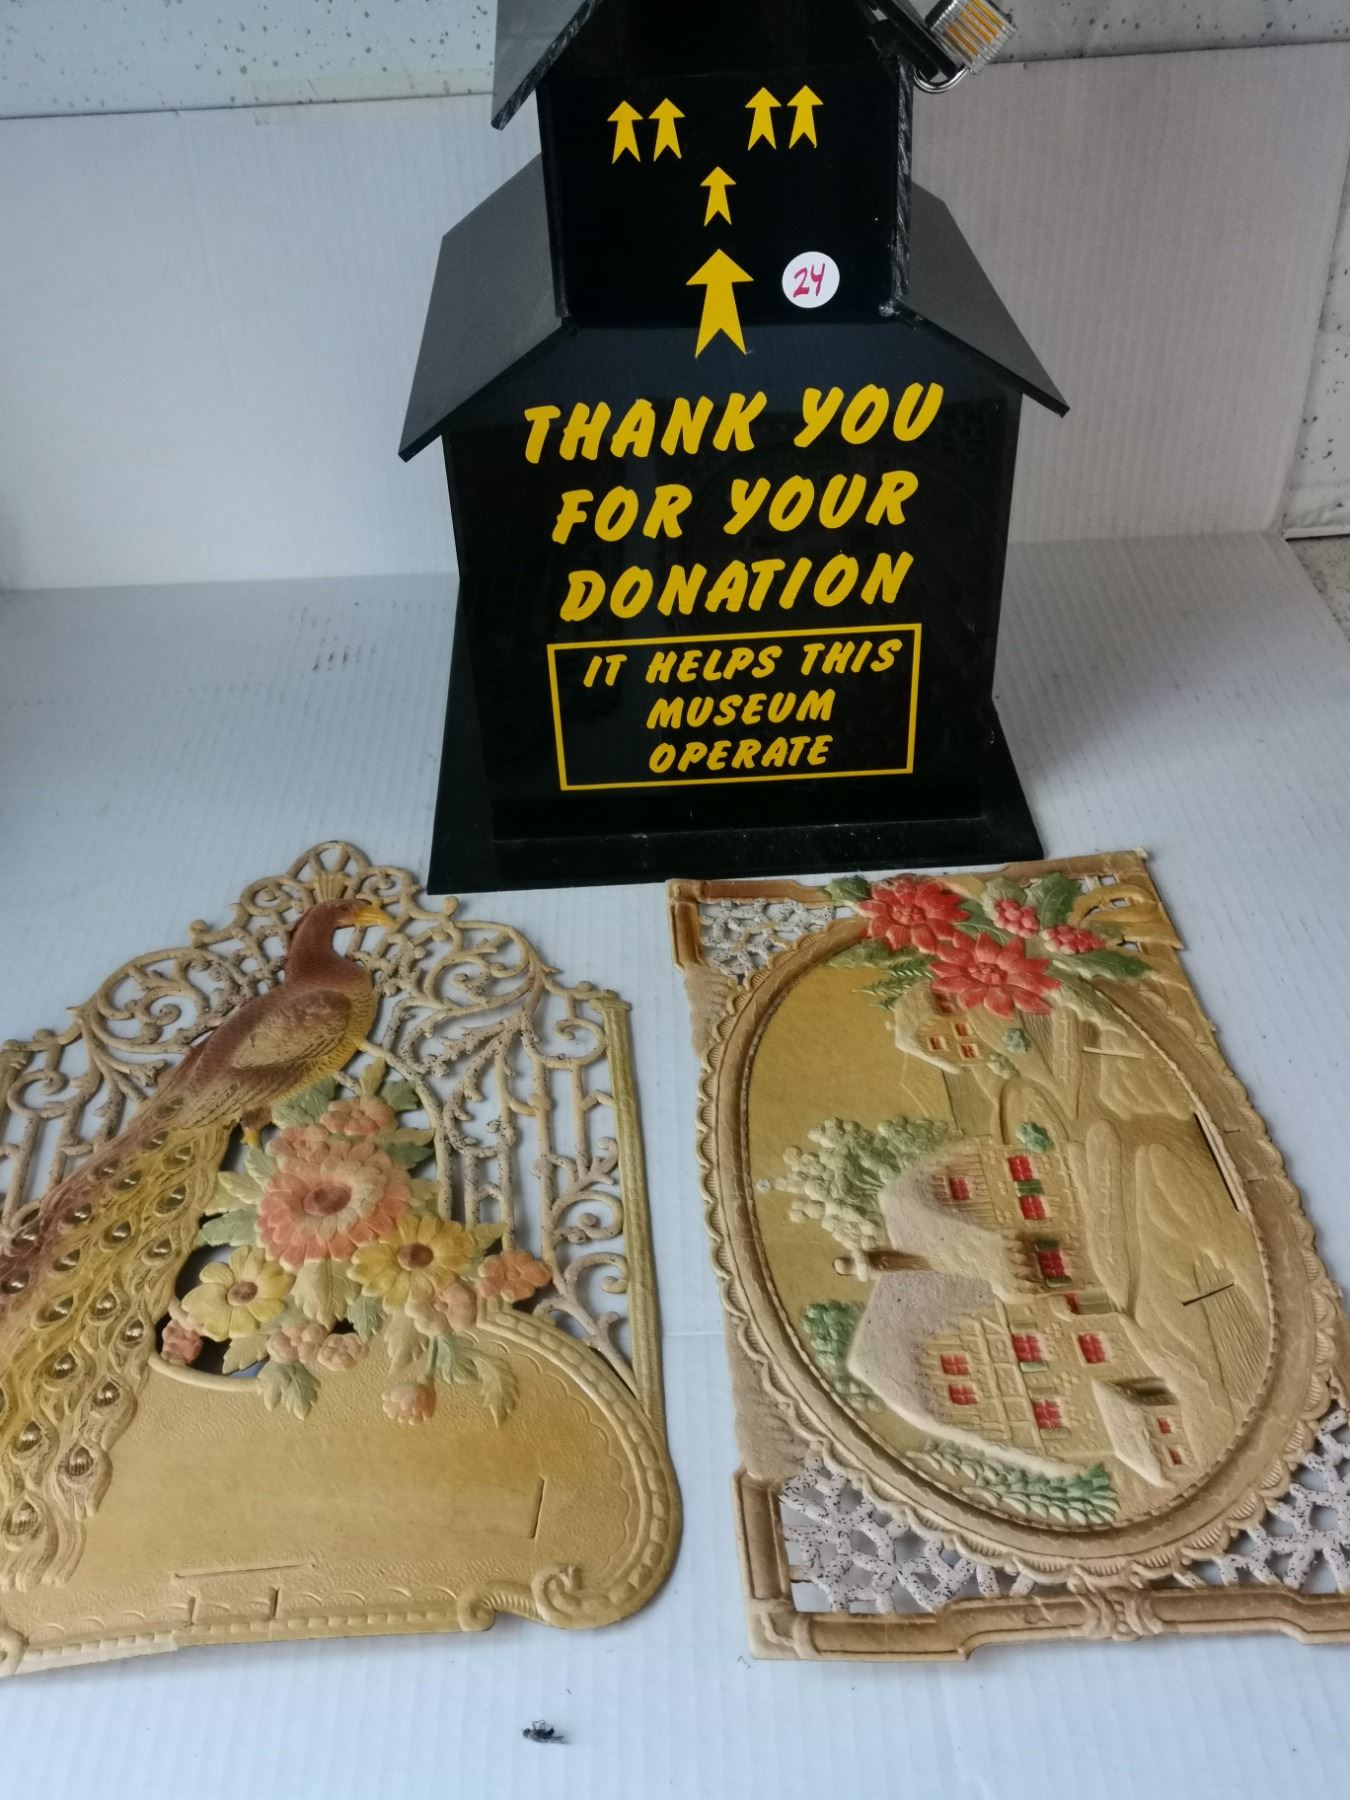 24
THANK YOU
FOR YOUR
DONATION
IT HELPS THIS
MUSEUM
OPERATE